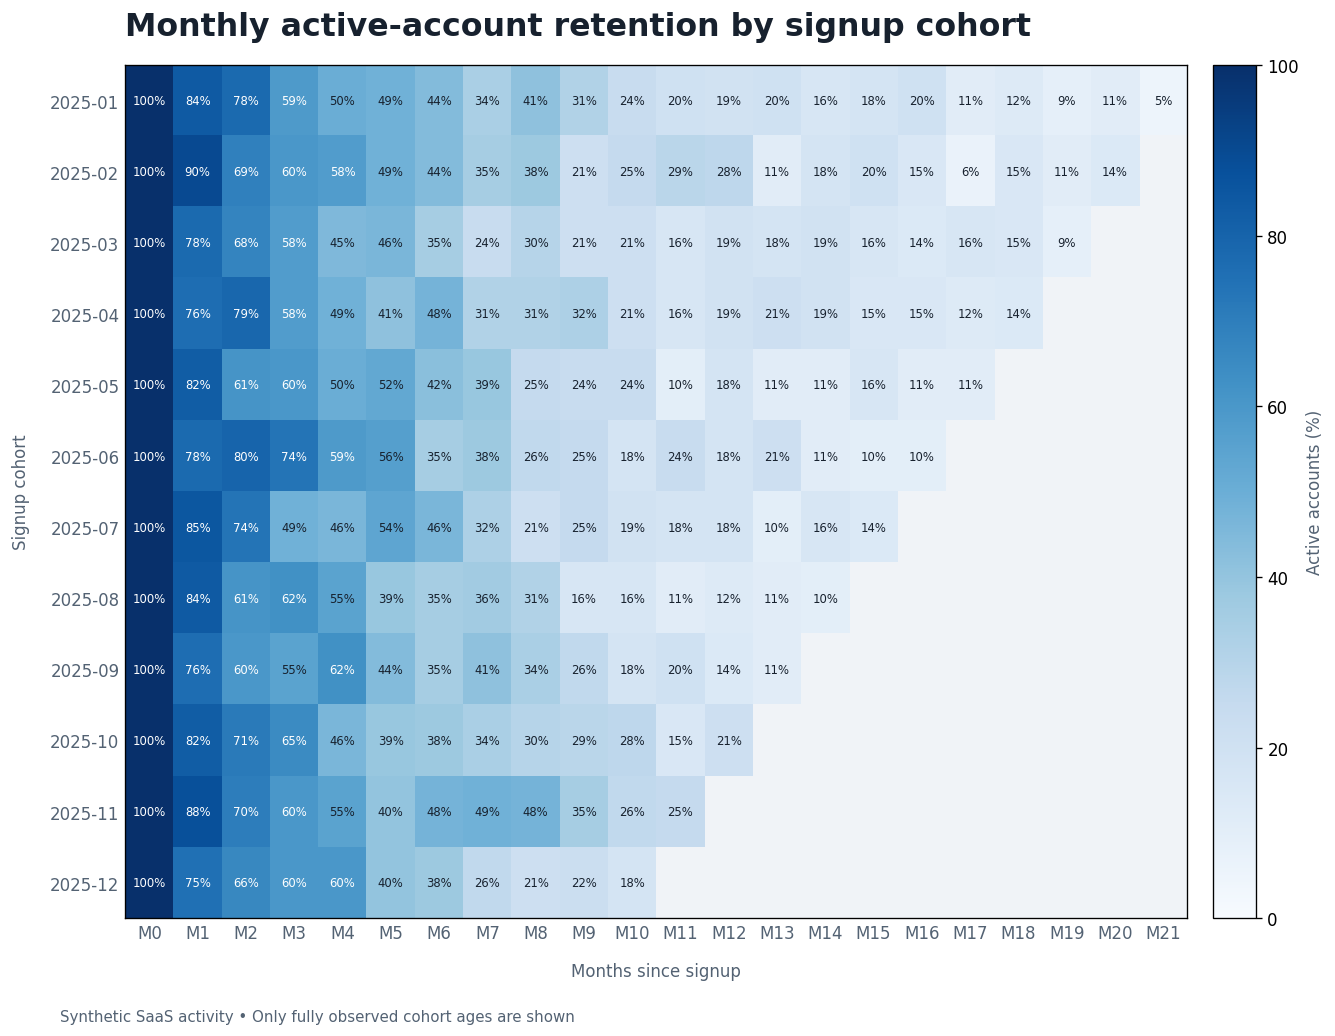 Monthly active-account retention by signup cohort
2025-01 100% 84% 78% 59% 50% 49% 44% 34% 41% 31% 24% 20% 19% 20% 16% 18% 20% 11% 12% 9% 11% 5%
2025-02 100% 90% 69% 60% 58% 49% 44% 35% 38% 21% 25% 29% 28% 11% 18% 20% 15% 6% 15% 11% 14%
2025-03 100% 78% 68% 58% 45% 46% 35% 24% 30% 21% 21% 16% 19% 18% 19% 16% 14% 16% 15% 9%
2025-04 100% 76% 79% 58% 49% 41% 48% 31% 31% 32% 21% 16% 19% 21% 19% 15% 15% 12% 14%
2025-05 100% 82% 61% 60% 50% 52% 42% 39% 25% 24% 24% 10% 18% 11% 11% 16% 11% 11%
2025-06 100% 78% 80% 74% 59% 56% 35% 38% 26% 25% 18% 24% 18% 21% 11% 10% 10%
2025-07 100% 85% 74% 49% 46% 54% 46% 32% 21% 25% 19% 18% 18% 10% 16% 14%
2025-08 100% 84% 61% 62% 55% 39% 35% 36% 31% 16% 16% 11% 12% 11% 10%
2025-09 100% 76% 60% 55% 62% 44% 35% 41% 34% 26% 18% 20% 14% 11%
2025-10 100% 82% 71% 65% 46% 39% 38% 34% 30% 29% 28% 15% 21%
2025-11 100% 88% 70% 60% 55% 40% 48% 49% 48% 35% 26% 25%
2025-12 100% 75% 66% 60% 60% 40% 38% 26% 21% 22% 18%
M0 M1 M2 M3 M4 M5 M6 M7 M8 M9 M10 M11 M12 M13 M14 M15 M16 M17 M18 M19 M20 M21
Months since signup
Signup cohort
100
80
60
40
20
0
Active accounts (%)
Synthetic SaaS activity • Only fully observed cohort ages are shown